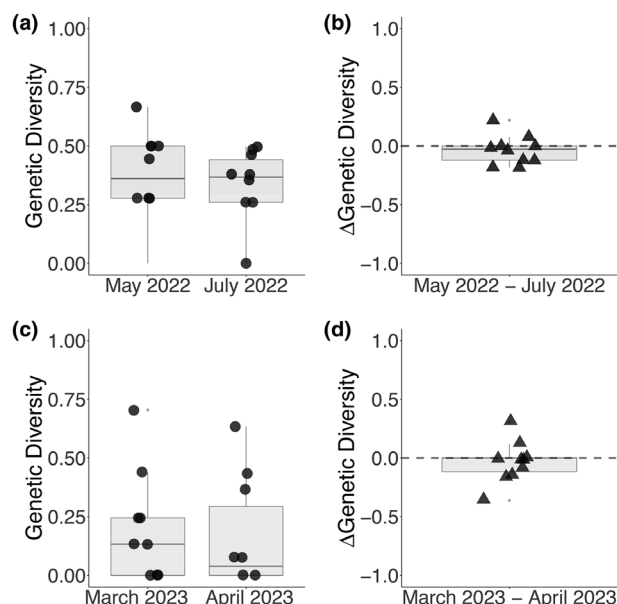 (a)
Genetic Diversity
1.00
0.75
0.50
0.25
0.00
May 2022 July 2022
(b)
ΔGenetic Diversity
1.0
0.5
0.0
−0.5
−1.0
May 2022 − July 2022
(c)
Genetic Diversity
1.00
0.75
0.50
0.25
0.00
March 2023 April 2023
(d)
ΔGenetic Diversity
1.0
0.5
0.0
−0.5
−1.0
March 2023 − April 2023